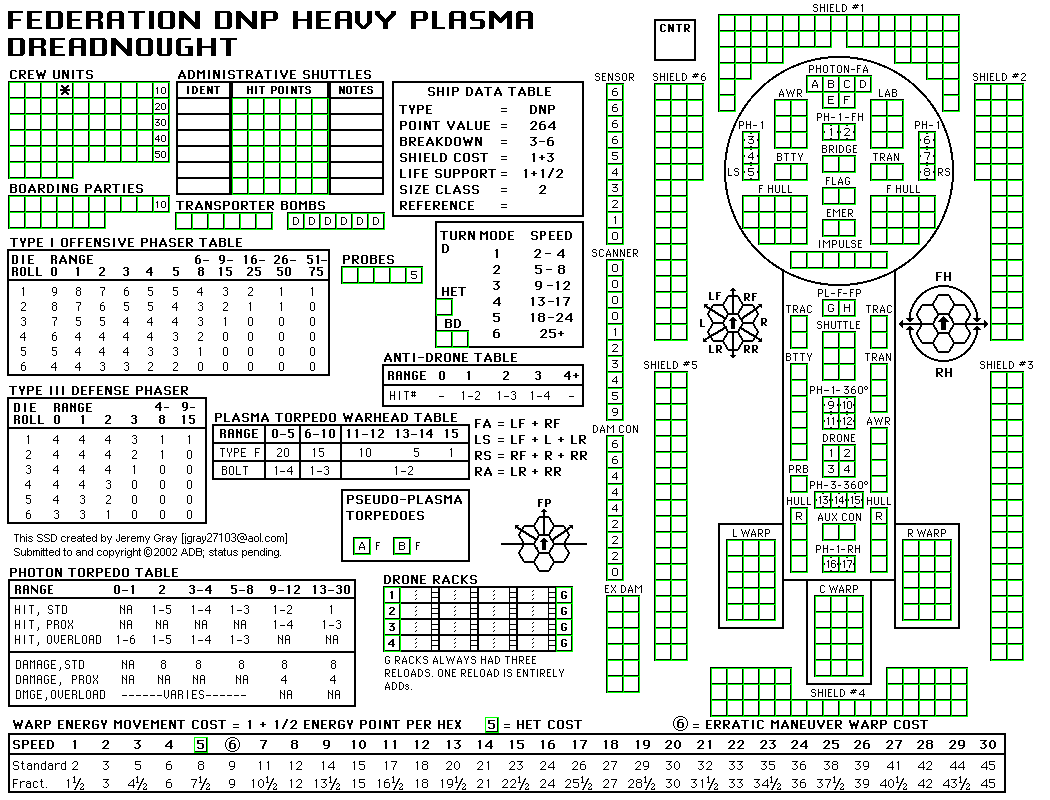 FEDERATION DNP HEAVY PLASMA
DREADNOUGHT
CREW UNITS
* 10
20
30
40
50
BOARDING PARTIES
10
ADMINISTRATIVE SHUTTLES
IDENT HIT POINTS NOTES
TRANSPORTER BOMBS
D D D D D D
SHIP DATA TABLE
TYPE = DNP
POINT VALUE = 264
BREAKDOWN = 3-6
SHIELD COST = 1+3
LIFE SUPPORT = 1+1/2
SIZE CLASS = 2
REFERENCE =
TYPE I OFFENSIVE PHASER TABLE
DIE RANGE 6- 9- 16- 26- 51-
ROLL 0 1 2 3 4 5 8 15 25 50 75
1 9 8 7 6 5 5 4 3 2 1 1
2 8 7 6 5 5 4 3 2 1 1 0
3 7 5 5 4 4 4 3 1 0 0 0
4 6 4 4 4 4 3 2 0 0 0 0
5 5 4 4 4 3 3 1 0 0 0 0
6 4 4 3 3 2 2 0 0 0 0 0
PROBES
5
TURN MODE SPEED
D
1 2-4
2 5-8
3 9-12
4 13-17
5 18-24
6 25+
HET
BD
ANTI-DRONE TABLE
RANGE 0 1 2 3 4+
HIT# - 1-2 1-3 1-4 -
TYPE III DEFENSE PHASER
DIE RANGE 4- 9-
ROLL 0 1 2 3 8 15
1 4 4 4 3 1 1
2 4 4 4 2 1 0
3 4 4 4 1 0 0
4 4 4 3 0 0 0
5 4 3 2 0 0 0
6 3 3 1 0 0 0
PLASMA TORPEDO WARHEAD TABLE
RANGE 0-5 6-10 11-12 13-14 15
TYPE F 20 15 10 5 1
BOLT 1-4 1-3 1-2
FA = LF + RF
LS = LF + L + LR
RS = RF + R + RR
RA = LR + RR
PSEUDO-PLASMA
TORPEDOES
A F B F
FP
This SSD created by Jeremy Gray [jgray27103@aol.com]
Submitted to and copyright ©2002 ADB; status pending.
PHOTON TORPEDO TABLE
RANGE 0-1 2 3-4 5-8 9-12 13-30
HIT, STD NA 1-5 1-4 1-3 1-2 1
HIT, PROX NA NA NA NA 1-4 1-3
HIT, OVERLOAD 1-6 1-5 1-4 1-3 NA NA
DAMAGE,STD NA 8 8 8 8 8
DAMAGE, PROX NA NA NA NA 4 4
DMGE,OVERLOAD ------VARIES------ NA NA
DRONE RACKS
1 G
2 G
3 G
4 G
G RACKS ALWAYS HAD THREE
RELOADS. ONE RELOAD IS ENTIRELY
ADDs.
SENSOR
6
6
6
6
5
4
3
2
1
0
SCANNER
0
0
0
0
1
2
3
4
5
9
DAM CON
6
6
4
4
4
2
2
2
0
EX DAM
CNTR
SHIELD #1
SHIELD #6
SHIELD #2
PHOTON-FA
A B C D
E F
AWR
LAB
PH-1-FH
1 2
PH-1
3
4
LS 5
PH-1
6
7
8 RS
BRIDGE
BTTY
TRAN
FLAG
F HULL
F HULL
EMER
IMPULSE
LF RF
L R
LR RR
FH
RH
PL-F-FP
G H
TRAC
TRAC
SHUTTLE
BTTY
TRAN
SHIELD #5
SHIELD #3
PH-1-360°
9 10
11 12
AWR
DRONE
1 2
3 4
PRB
PH-3-360°
13 14 15
HULL
HULL
R
R
AUX CON
L WARP
R WARP
PH-1-RH
16 17
C WARP
SHIELD #4
WARP ENERGY MOVEMENT COST = 1 + 1/2 ENERGY POINT PER HEX 5 = HET COST 6 = ERRATIC MANEUVER WARP COST
SPEED 1 2 3 4 5 6 7 8 9 10 11 12 13 14 15 16 17 18 19 20 21 22 23 24 25 26 27 28 29 30
Standard 2 3 5 6 8 9 11 12 14 15 17 18 20 21 23 24 26 27 29 30 32 33 35 36 38 39 41 42 44 45
Fract. 1½ 3 4½ 6 7½ 9 10½ 12 13½ 15 16½ 18 19½ 21 22½ 24 25½ 27 28½ 30 31½ 33 34½ 36 37½ 39 40½ 42 43½ 45